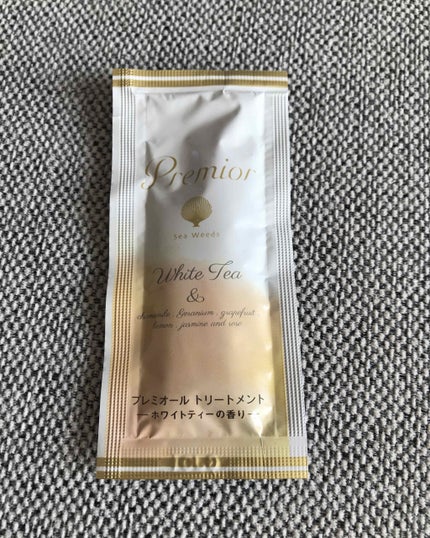 Premior
Sea Weeds
White Tea
&
chamomile . Geranium . grapefruit .
lemon . jasmine and rose
プレミオール トリートメント
ーホワイトティーの香りー